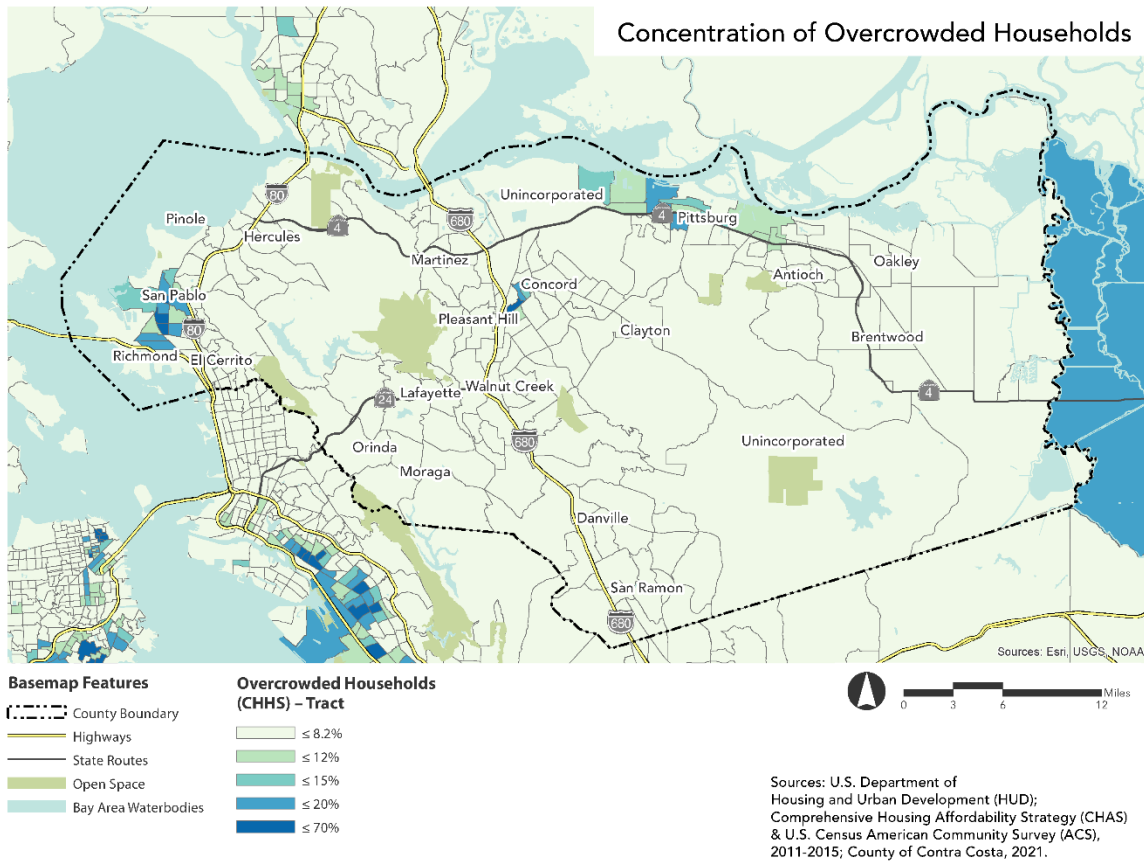 Concentration of Overcrowded Households
80
Unincorporated
Pinole
680
4
Pittsburg
Hercules
4
Martinez
Oakley
Antioch
San Pablo
Concord
80
Pleasant Hill
Clayton
Brentwood
Richmond
El Cerrito
Walnut Creek
Lafayette
24
4
680
Unincorporated
Orinda
Moraga
Danville
San Ramon
680
Sources: Esri, USGS, NOAA
Basemap Features
County Boundary
Highways
State Routes
Open Space
Bay Area Waterbodies
Overcrowded Households
(CHHS) – Tract
≤ 8.2%
≤ 12%
≤ 15%
≤ 20%
≤ 70%
Miles
0 3 6 12
Sources: U.S. Department of
Housing and Urban Development (HUD);
Comprehensive Housing Affordability Strategy (CHAS)
& U.S. Census American Community Survey (ACS),
2011-2015; County of Contra Costa, 2021.